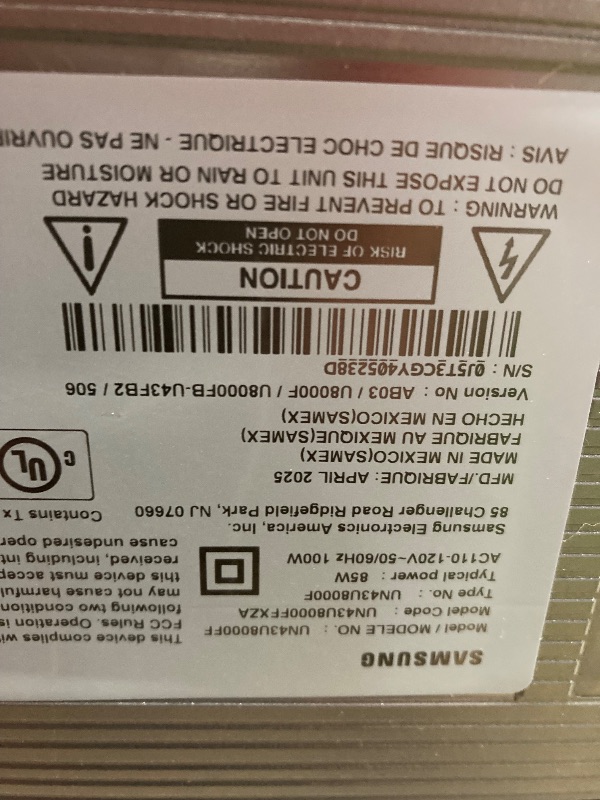 SAMSUNG
Model / MODELE NO. : UN43U8000FF
Model Code : UN43U8000FFXZA
Type No. : UN43U8000F
Typical power : 85W
AC110-120V~50/60Hz 100W
Samsung Electronics America, Inc.
85 Challenger Road Ridgefield Park, NJ 07660
MFD./FABRIQUE: APRIL 2025
MADE IN MEXICO(SAMEX)
FABRIQUE AU MEXIQUE(SAMEX)
HECHO EN MEXICO(SAMEX)
This device complies
FCC Rules. Operation is
following two condition
may not cause harmful
this device must accep
received, including int
cause undesired oper
Contains Tx
c UL
Version No : AB03 / U8000F / U8000FB-U43FB2 / 506
S/N : 0J5T3CGY405238D
CAUTION
RISK OF ELECTRIC SHOCK
DO NOT OPEN
WARNING : TO PREVENT FIRE OR SHOCK HAZARD
DO NOT EXPOSE THIS UNIT TO RAIN OR MOISTURE
AVIS : RISQUE DE CHOC ELECTRIQUE - NE PAS OUVRIR